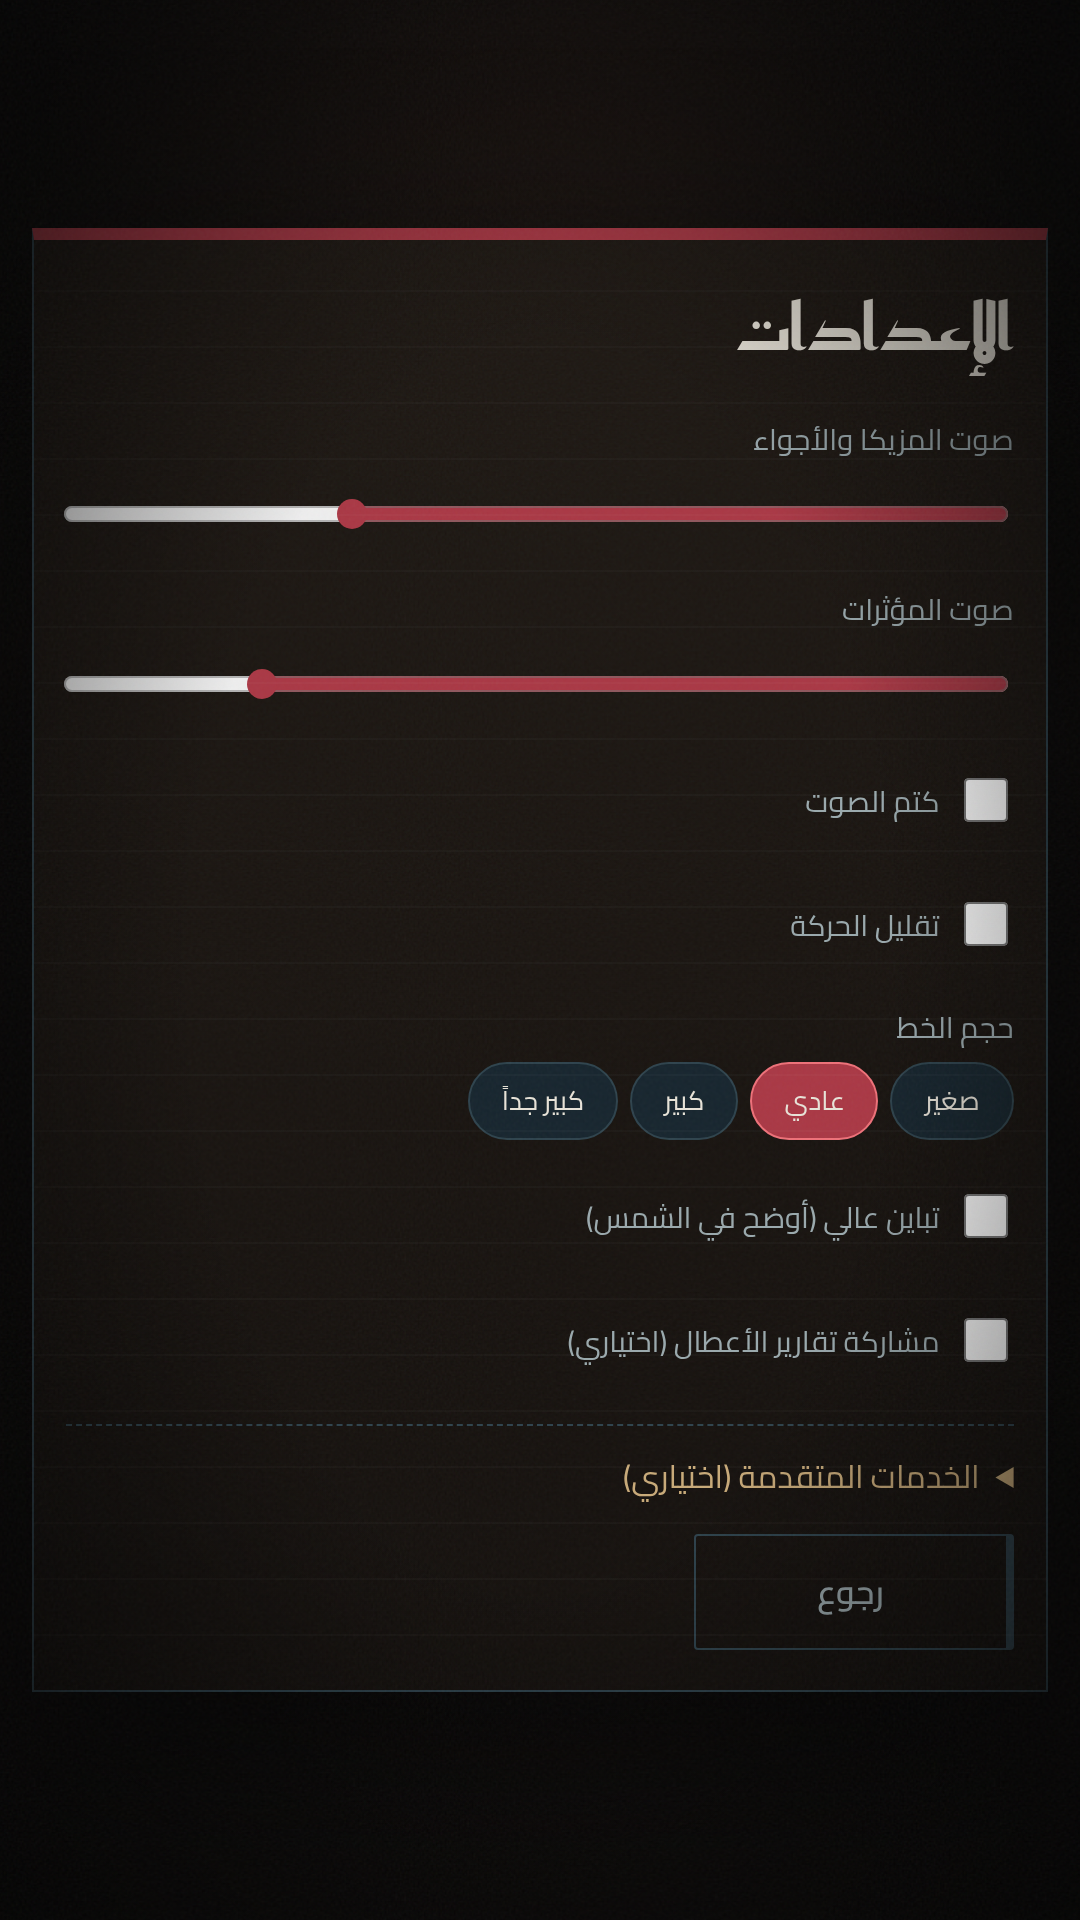 الإعدادات
صوت المزيكا والأجواء
صوت المؤثرات
كتم الصوت
تقليل الحركة
حجم الخط
صغير عادي كبير كبير جداً
تباين عالي (أوضح في الشمس)
مشاركة تقارير الأعطال (اختياري)
الخدمات المتقدمة (اختياري)
رجوع